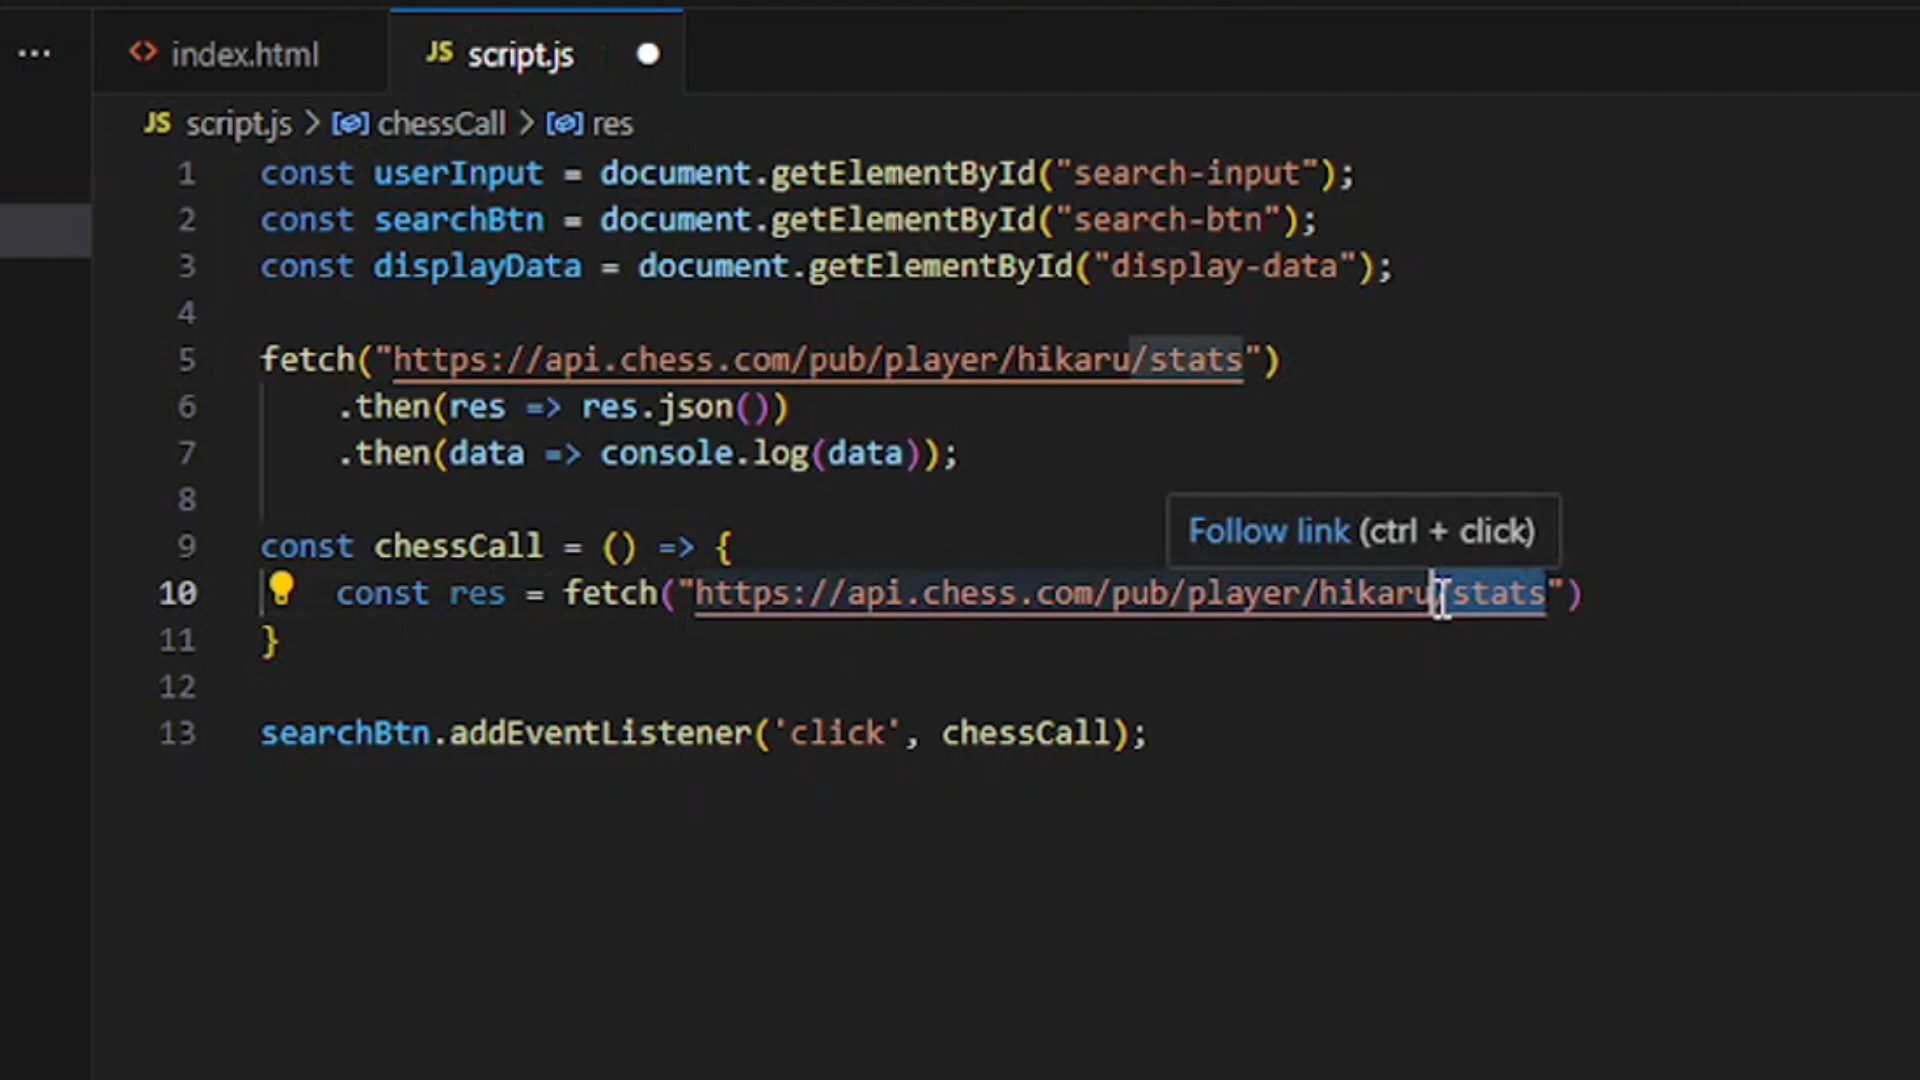 ··· index.html JS script.js
JS script.js > chessCall > res
1 const userInput = document.getElementById("search-input");
2 const searchBtn = document.getElementById("search-btn");
3 const displayData = document.getElementById("display-data");
4
5 fetch("https://api.chess.com/pub/player/hikaru/stats")
6 .then(res => res.json())
7 .then(data => console.log(data));
8
Follow link (ctrl + click)
9 const chessCall = () => {
10 const res = fetch("https://api.chess.com/pub/player/hikaru/stats")
11 }
12
13 searchBtn.addEventListener('click', chessCall);